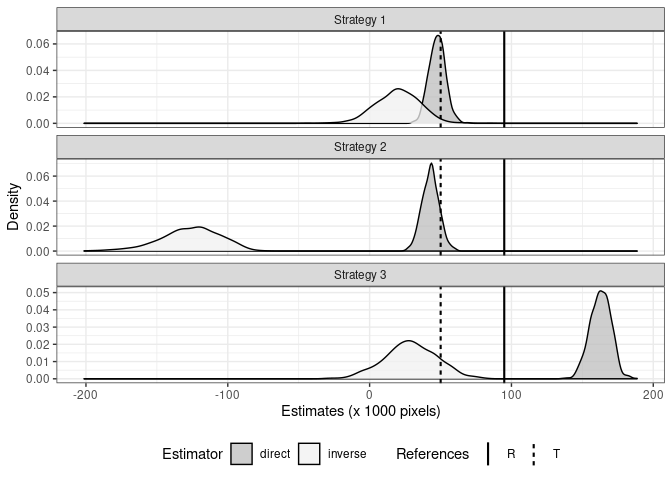 Strategy 1
0.06
0.04
0.02
0.00
Strategy 2
0.06
0.04
0.02
0.00
Strategy 3
0.05
0.04
0.03
0.02
0.01
0.00
Density
-200 -100 0 100 200
Estimates (x 1000 pixels)
Estimator direct inverse References R T